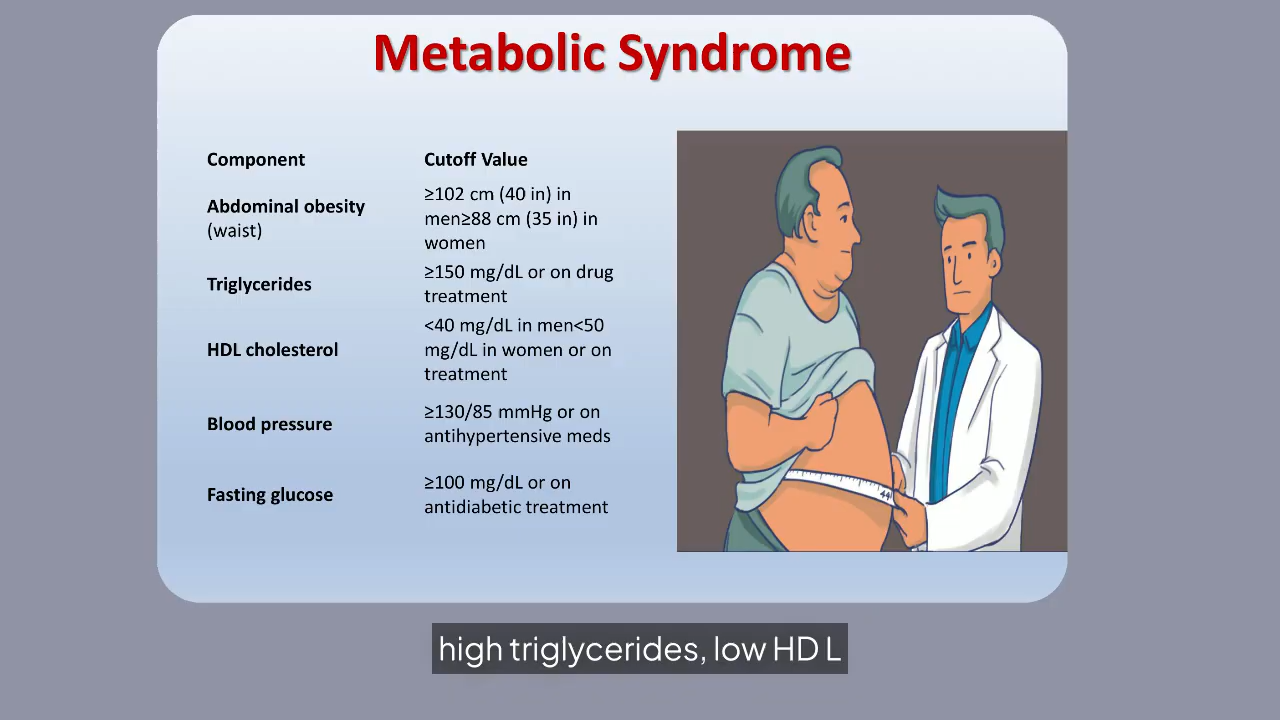 Metabolic Syndrome
Component
Cutoff Value
Abdominal obesity
(waist)
≥102 cm (40 in) in
men≥88 cm (35 in) in
women
Triglycerides
≥150 mg/dL or on drug
treatment
HDL cholesterol
<40 mg/dL in men<50
mg/dL in women or on
treatment
Blood pressure
≥130/85 mmHg or on
antihypertensive meds
Fasting glucose
≥100 mg/dL or on
antidiabetic treatment
44
high triglycerides, low HD L